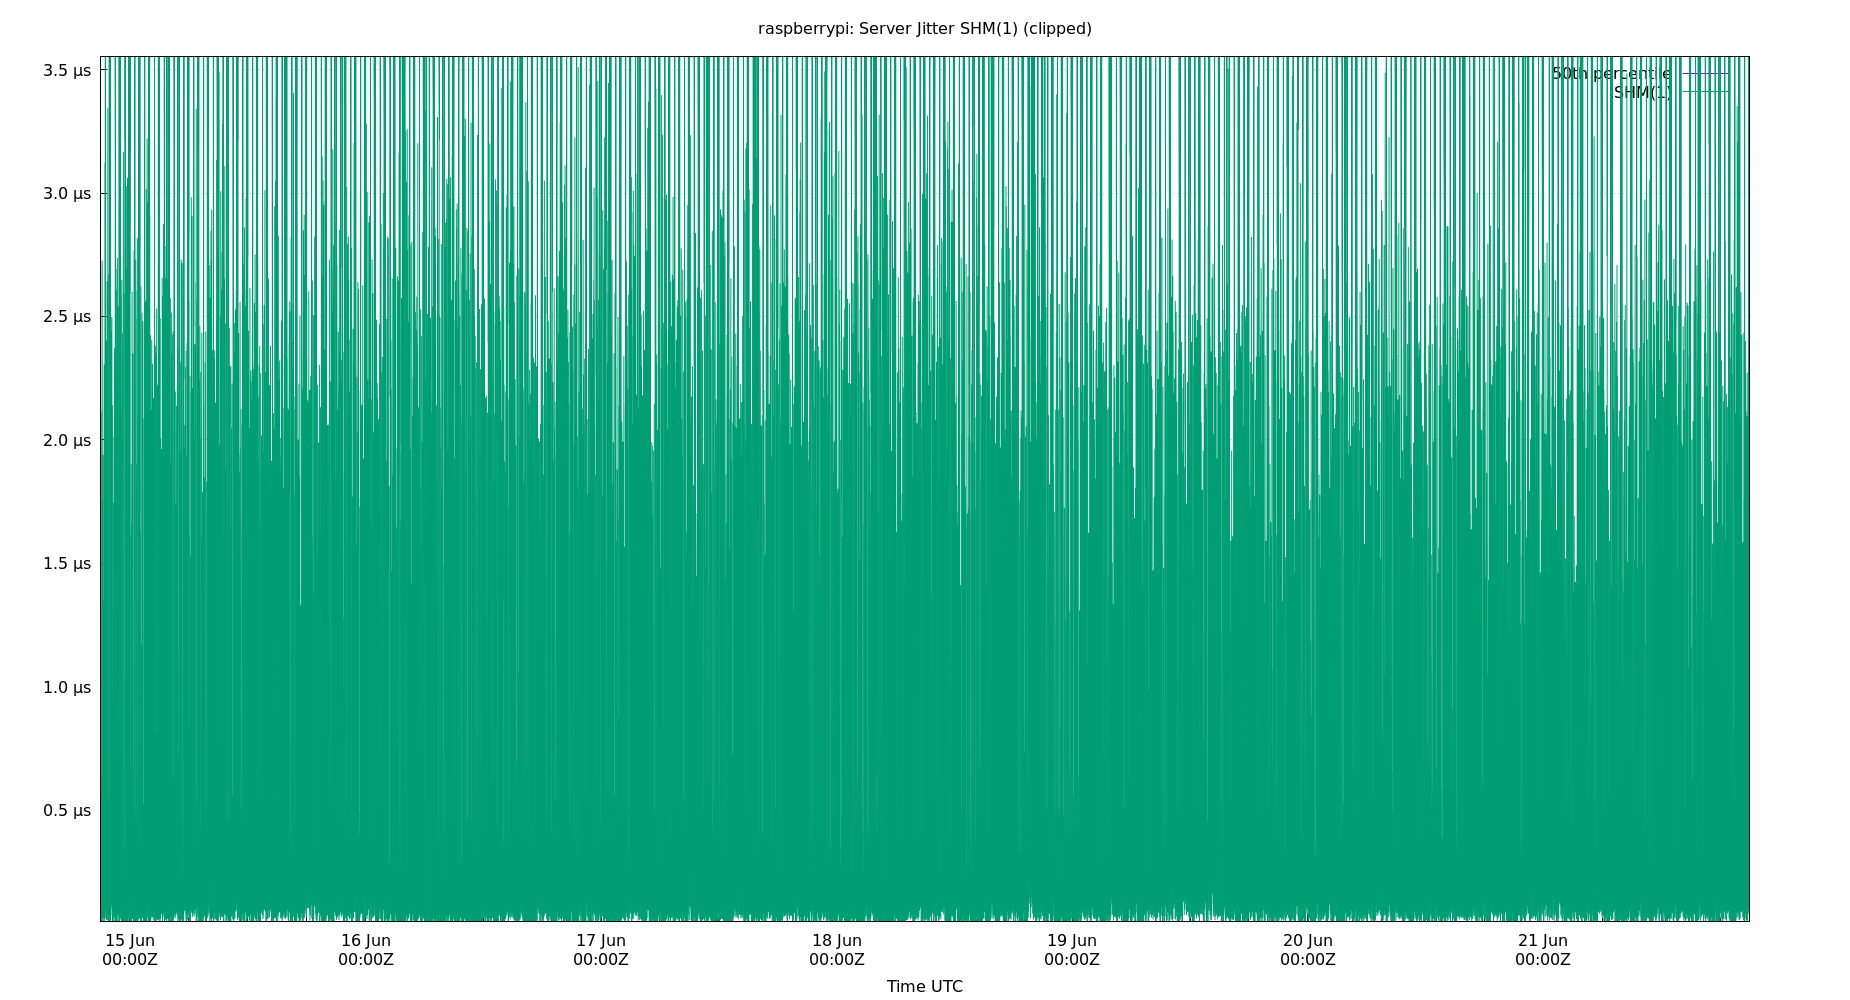 raspberrypi: Server Jitter SHM(1) (clipped)
3.5 µs
50th percentile
SHM(1)
3.0 µs
2.5 µs
2.0 µs
1.5 µs
1.0 µs
0.5 µs
15 Jun 16 Jun 17 Jun 18 Jun 19 Jun 20 Jun 21 Jun
00:00Z 00:00Z 00:00Z 00:00Z 00:00Z 00:00Z 00:00Z
Time UTC